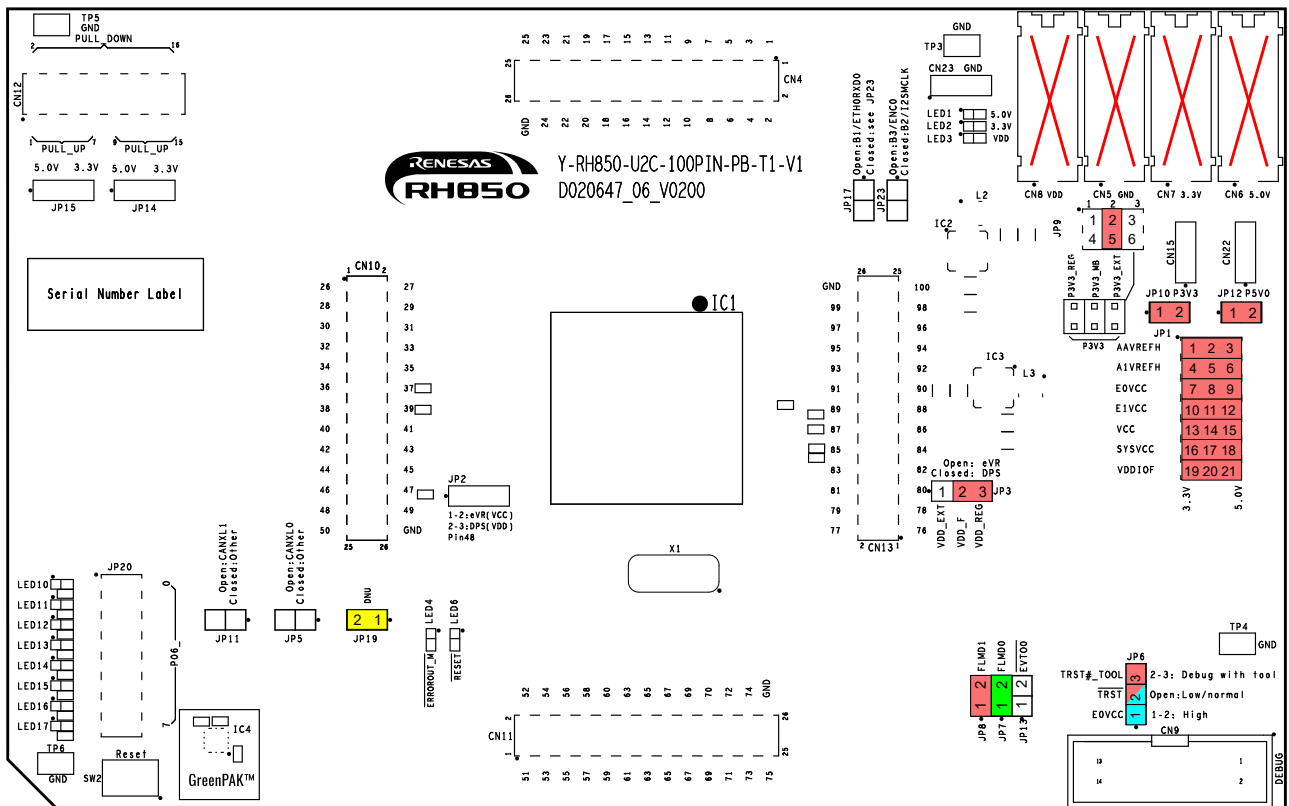 TP5
GND
PULL_DOWN
2 16
CN12
1 7 9 15
PULL_UP PULL_UP
5.0V 3.3V 5.0V 3.3V
JP15 JP14
Serial Number Label
25 23 21 19 17 15 13 11 9 7 5 3 1
25 1
CN4
26 2
GND 24 22 20 18 16 14 12 10 8 6 4 2
RENESAS
RH850
Y-RH850-U2C-100PIN-PB-T1-V1
D020647_06_V0200
GND
TP3
CN23 GND
LED1 5.0V
LED2 3.3V
LED3 VDD
Open:B1/ETH0RXD0
Closed:see JP23
Open:B3/ENC0
Closed:B2/I2SMCLK
JP17
JP23
L2
IC2
CN8 VDD CN5 GND CN7 3.3V CN6 5.0V
JP9
1 2 3
1 2 3
4 5 6
CN15
CN22
P3V3_REG
P3V3_MB
P3V3_EXT
P3V3
JP10 P3V3
1 2
JP12 P5V0
1 2
JP1
AAVREFH 1 2 3
A1VREFH 4 5 6
E0VCC 7 8 9
E1VCC 10 11 12
VCC 13 14 15
SYSVCC 16 17 18
VDDIOF 19 20 21
3.3V
5.0V
CN10
1 2
26 27
28 29
30 31
32 33
34 35
36 37
38 39
40 41
42 43
44 45
46 47
48 49
50 GND
25 26
IC1
26 25
GND 100
99 98
97 96
95 94
93 92
91 90
89 88
87 86
85 84
83 82
81 80
79 78
77 76
2 CN13 1
IC3
L3
Open: eVR
Closed: DPS
1 2 3
JP3
VDD_EXT
VDD_F
VDD_REG
JP2
1-2:eVR(VCC)
2-3:DPS(VDD)
Pin48
X1
LED10
LED11
LED12
LED13
LED14
LED15
LED16
LED17
JP20
0
P06_
7
Open:CANXL1
Closed:Other
JP11
Open:CANXL0
Closed:Other
JP5
DNU
2 1
JP19
LED4
ERROROUT_M
LED6
RESET
TP6
GND
Reset
SW2
IC4
GreenPAK™
52 54 56 58 60 62 64 66 68 70 72 74 GND
2 26
CN11
1 25
51 53 55 57 59 61 63 65 67 69 71 73 75
FLMD1
FLMD0
EVTO0
2 2 2
1 1 1
JP8
JP7
JP13
TP4
GND
JP6
TRST#_TOOL 3 2-3: Debug with tool
TRST 2 Open:Low/normal
E0VCC 1 1-2: High
CN9
13 1
14 2
DEBUG